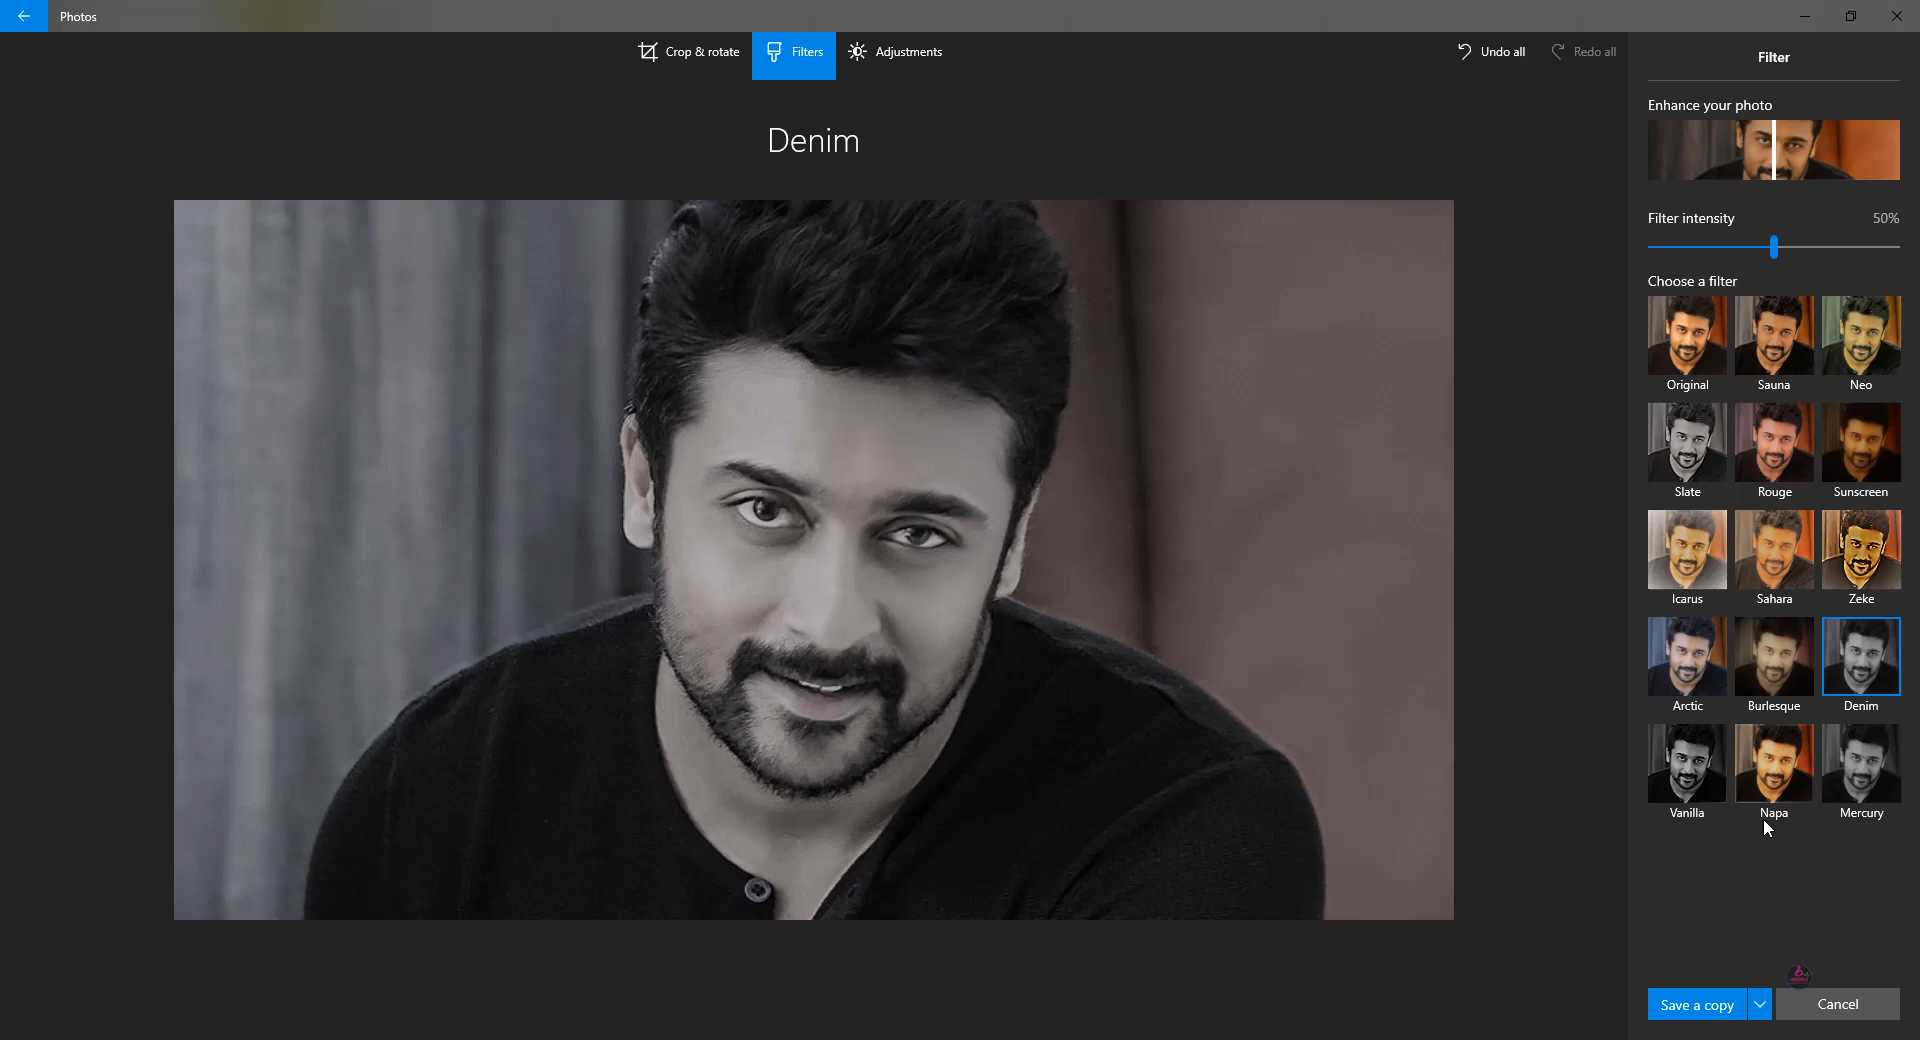 Photos
Crop & rotate
Filters
Adjustments
Undo all
Redo all
Filter
Denim
Enhance your photo
Filter intensity 50%
Choose a filter
Original Sauna Neo
Slate Rouge Sunscreen
Icarus Sahara Zeke
Arctic Burlesque Denim
Vanilla Napa Mercury
Save a copy
Cancel